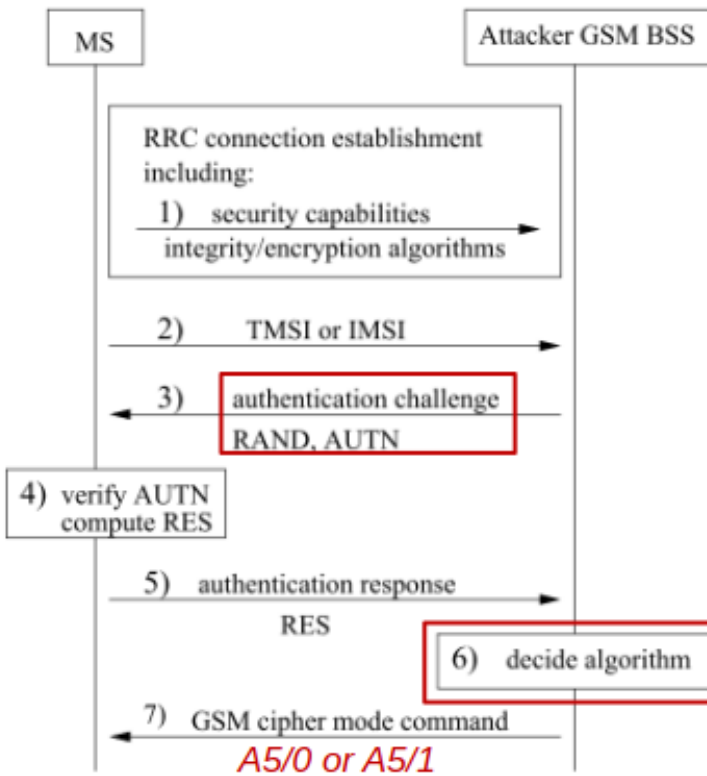 MS
Attacker GSM BSS
RRC connection establishment
including:
1) security capabilities
integrity/encryption algorithms
2) TMSI or IMSI
3) authentication challenge
RAND, AUTN
4) verify AUTN
compute RES
5) authentication response
RES
6) decide algorithm
7) GSM cipher mode command
A5/0 or A5/1